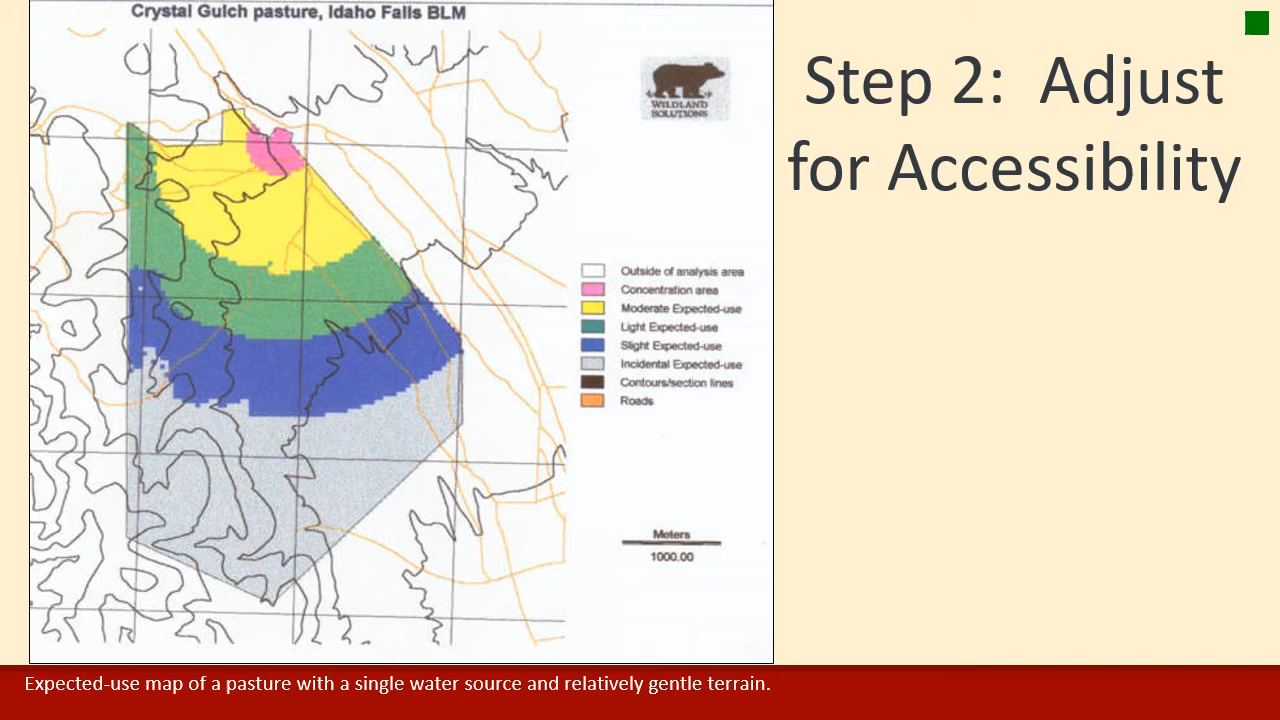 Crystal Gulch pasture, Idaho Falls BLM
WILDLAND
SOLUTIONS
Step 2: Adjust
for Accessibility
Outside of analysis area
Concentration area
Moderate Expected-use
Light Expected-use
Slight Expected-use
Incidental Expected-use
Contours/section lines
Roads
Meters
1000.00
Expected-use map of a pasture with a single water source and relatively gentle terrain.